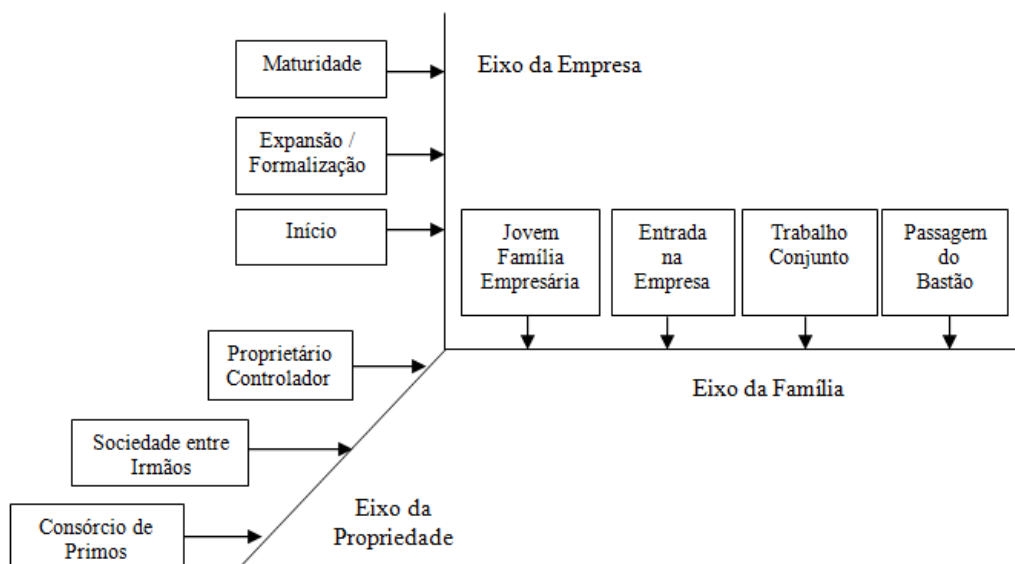 Maturidade
Eixo da Empresa
Expansão /
Formalização
Início
Jovem
Família
Empresária
Entrada
na
Empresa
Trabalho
Conjunto
Passagem
do
Bastão
Proprietário
Controlador
Eixo da Família
Sociedade entre
Irmãos
Eixo da
Propriedade
Consórcio de
Primos